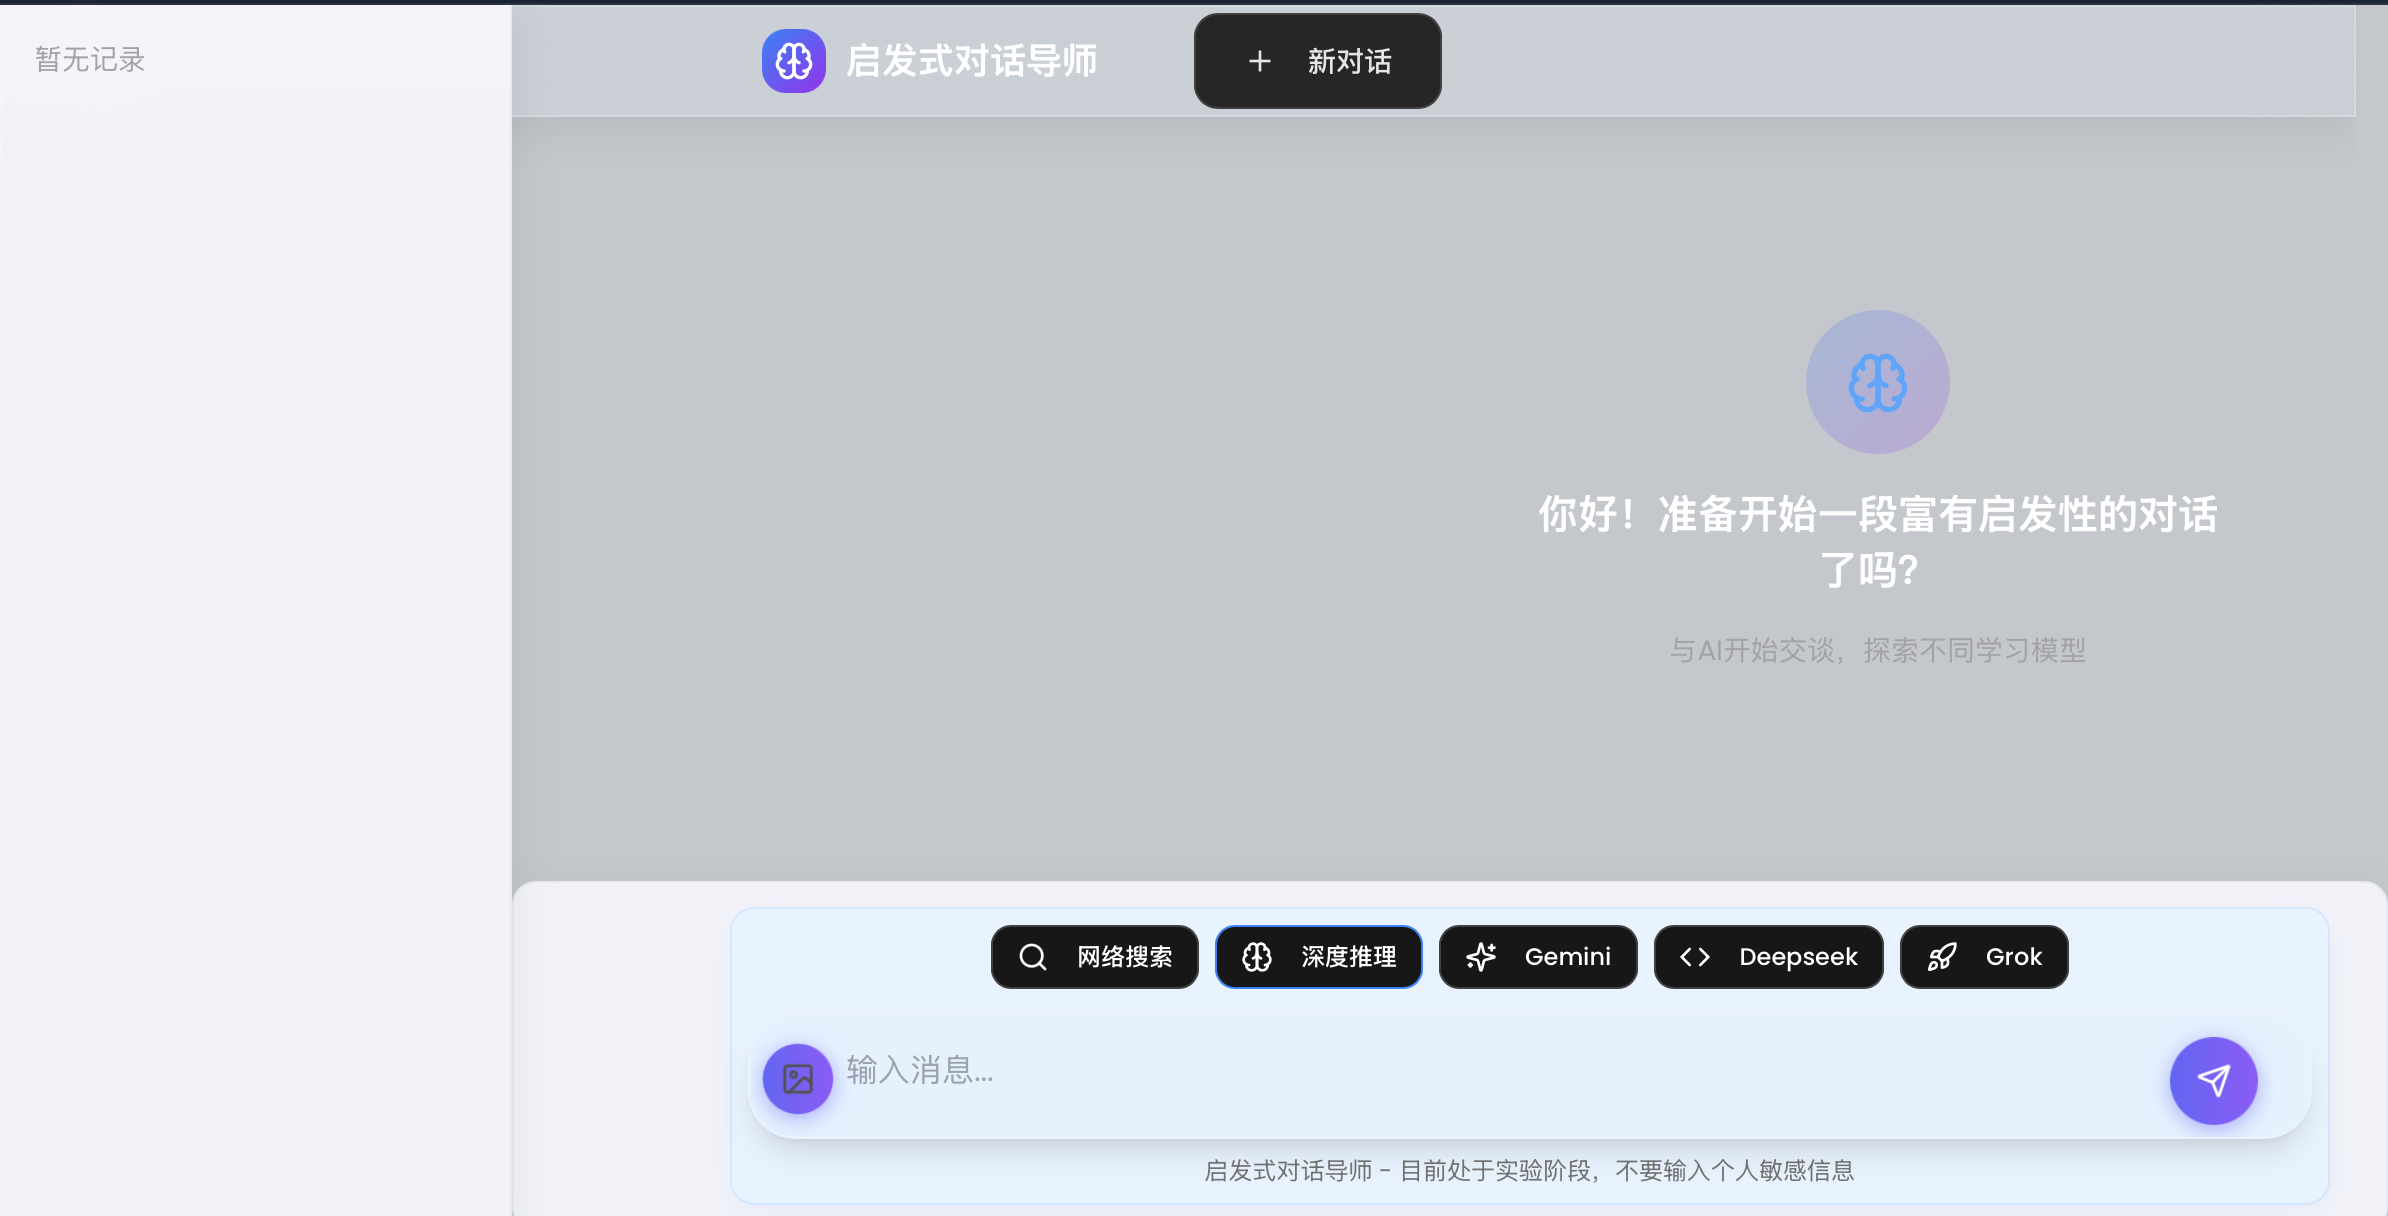 暂无记录
启发式对话导师
新对话
你好！准备开始一段富有启发性的对话
了吗？
与AI开始交谈，探索不同学习模型
网络搜索
深度推理
Gemini
Deepseek
Grok
输入消息...
启发式对话导师 - 目前处于实验阶段，不要输入个人敏感信息